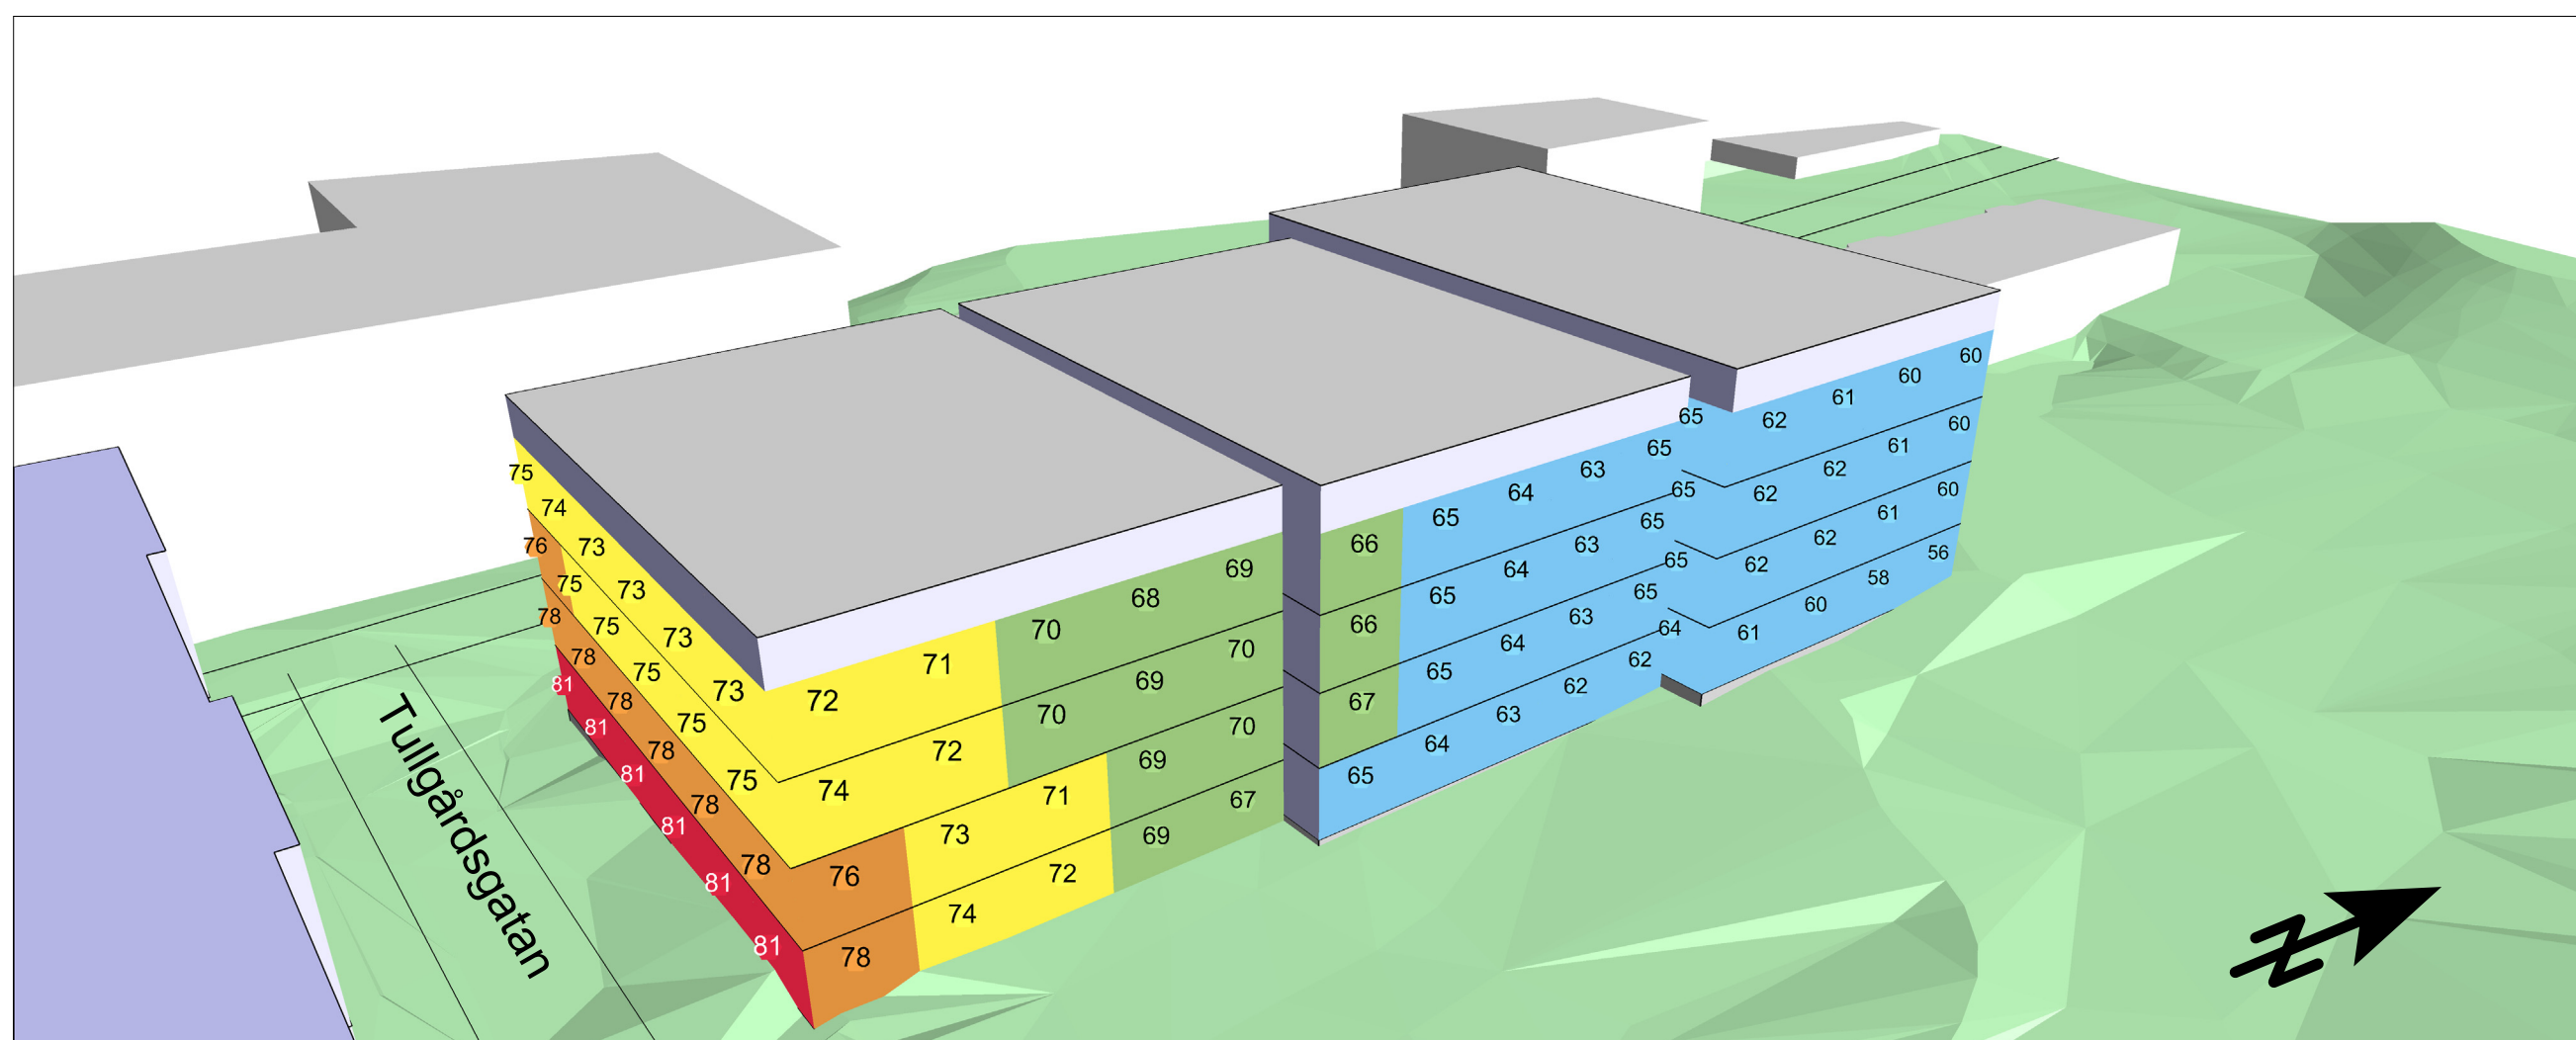 75 74 73 73 73 73
76 75 75 75 75 75
78 78 78 78 78 78
81 81 81 81 81 81
72 71 70 68 69
74 72 70 69 70
76 73 71 69 70
78 74 72 69 67
66 65 64 63 65
66 65 64 63 65
67 65 64 63 65
65 64 63 62 62
65 62 61 60 60
65 62 62 61 60
65 62 62 61 60
64 61 60 58 56
Tullgårdsgatan
N